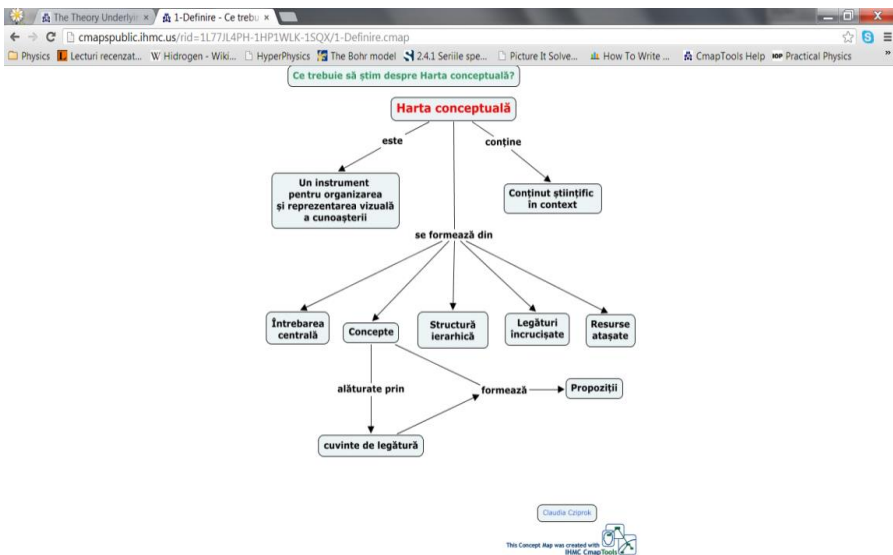 The Theory Underlyin
1-Definire - Ce trebu
cmapspublic.ihmc.us/rid=1L77JL4PH-1HP1WLK-1SQX/1-Definire.cmap
Physics
Lecturi recenzat...
Hidrogen - Wiki...
HyperPhysics
The Bohr model
2.4.1 Seriile spe...
Picture It Solve...
How To Write ...
CmapTools Help
IOP Practical Physics
Ce trebuie să știm despre Harta conceptuală?
Harta conceptuală
este
conține
Un instrument
pentru organizarea
și reprezentarea vizuală
a cunoașterii
Conținut științific
în context
se formează din
Întrebarea
centrală
Concepte
Structură
ierarhică
Legături
încrucișate
Resurse
atașate
alăturate prin
formează
Propoziții
cuvinte de legătură
Claudia Cziprok
This Concept Map was created with
IHMC CmapTools